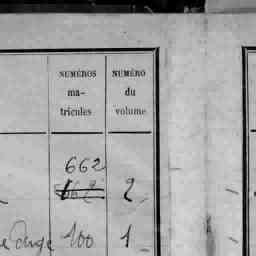 NUMÉROS
ma-
tricules
NUMÉRO
du
volume
662
662 2
100 1